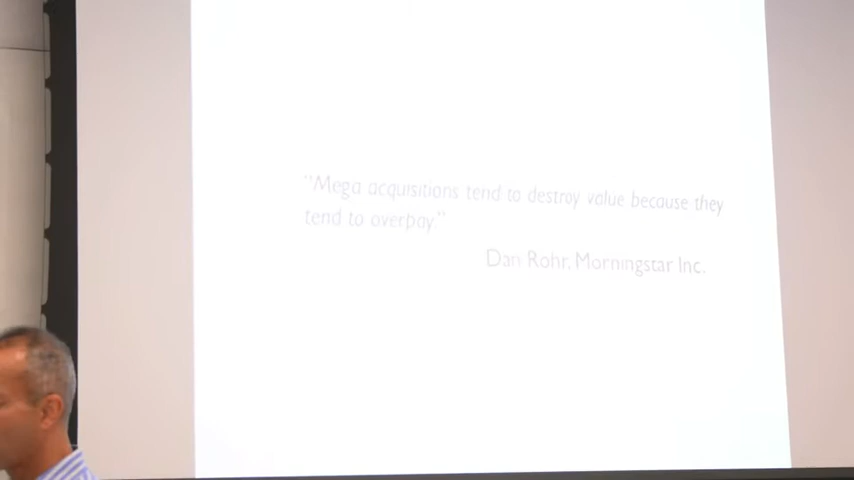 "Mega acquisitions tend to destroy value because they
tend to overpay"
Dan Rohr, Morningstar Inc.